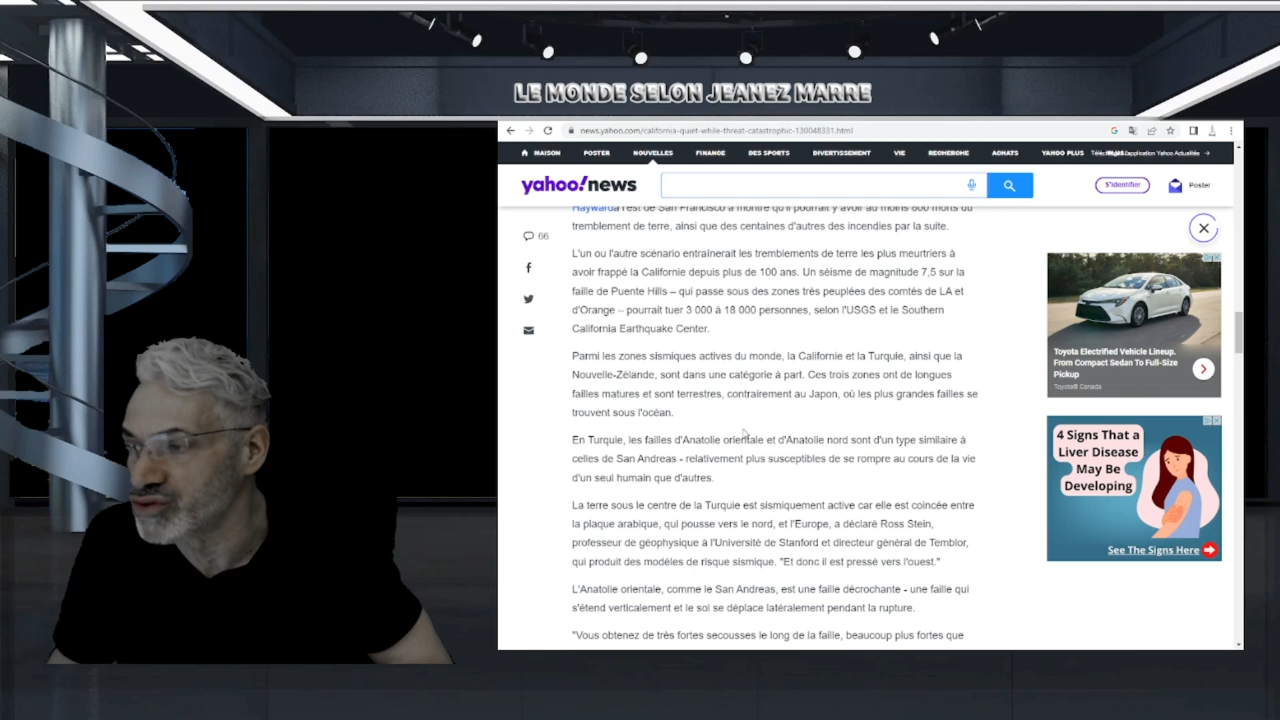 LE MONDE SELON JEANEZ MARRE
news.yahoo.com/california-quiet-while-threat-catastrophic-130048331.html
MAISON POSTER NOUVELLES FINANCE DES SPORTS DIVERTISSEMENT VIE RECHERCHE ACHATS YAHOO PLUS application Yahoo Actualités →
yahoo!news
S'identifier
Poster
Haywardà l'est de San Francisco a montré qu'il pourrait y avoir au moins 800 morts du
tremblement de terre, ainsi que des centaines d'autres des incendies par la suite.
66
L'un ou l'autre scénario entraînerait les tremblements de terre les plus meurtriers à
avoir frappé la Californie depuis plus de 100 ans. Un séisme de magnitude 7,5 sur la
faille de Puente Hills – qui passe sous des zones très peuplées des comtés de LA et
d'Orange – pourrait tuer 3 000 à 18 000 personnes, selon l'USGS et le Southern
California Earthquake Center.
Parmi les zones sismiques actives du monde, la Californie et la Turquie, ainsi que la
Nouvelle-Zélande, sont dans une catégorie à part. Ces trois zones ont de longues
failles matures et sont terrestres, contrairement au Japon, où les plus grandes failles se
trouvent sous l'océan.
En Turquie, les failles d'Anatolie orientale et d'Anatolie nord sont d'un type similaire à
celles de San Andreas - relativement plus susceptibles de se rompre au cours de la vie
d'un seul humain que d'autres.
La terre sous le centre de la Turquie est sismiquement active car elle est coincée entre
la plaque arabique, qui pousse vers le nord, et l'Europe, a déclaré Ross Stein,
professeur de géophysique à l'Université de Stanford et directeur général de Temblor,
qui produit des modèles de risque sismique. "Et donc il est pressé vers l'ouest."
L'Anatolie orientale, comme le San Andreas, est une faille décrochante - une faille qui
s'étend verticalement et le sol se déplace latéralement pendant la rupture.
"Vous obtenez de très fortes secousses le long de la faille, beaucoup plus fortes que
Toyota Electrified Vehicle Lineup.
From Compact Sedan To Full-Size
Pickup
Toyota® Canada
4 Signs That a
Liver Disease
May Be
Developing
See The Signs Here